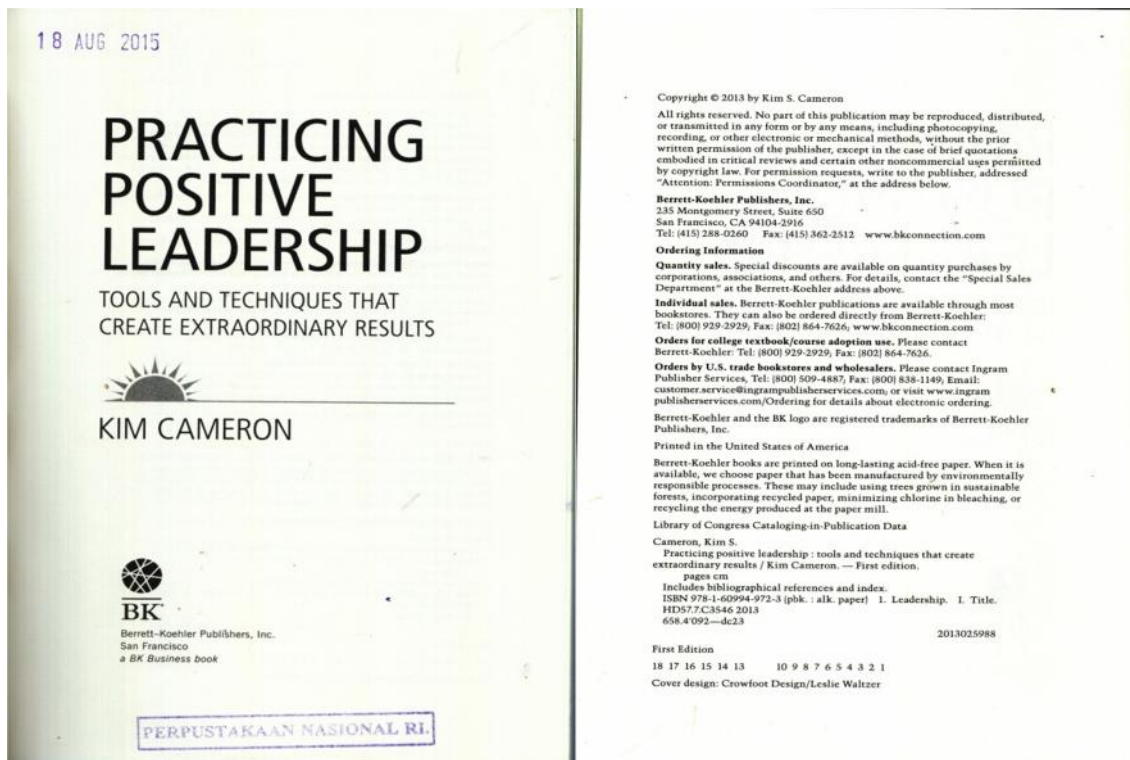 18 AUG 2015
PRACTICING
POSITIVE
LEADERSHIP
TOOLS AND TECHNIQUES THAT
CREATE EXTRAORDINARY RESULTS
KIM CAMERON
BK
Berrett–Koehler Publishers, Inc.
San Francisco
a BK Business book
PERPUSTAKAAN NASIONAL RI.
Copyright © 2013 by Kim S. Cameron
All rights reserved. No part of this publication may be reproduced, distributed,
or transmitted in any form or by any means, including photocopying,
recording, or other electronic or mechanical methods, without the prior
written permission of the publisher, except in the case of brief quotations
embodied in critical reviews and certain other noncommercial uses permitted
by copyright law. For permission requests, write to the publisher, addressed
"Attention: Permissions Coordinator," at the address below.
Berrett-Koehler Publishers, Inc.
235 Montgomery Street, Suite 650
San Francisco, CA 94104-2916
Tel: (415) 288-0260 Fax: (415) 362-2512 www.bkconnection.com
Ordering Information
Quantity sales. Special discounts are available on quantity purchases by
corporations, associations, and others. For details, contact the "Special Sales
Department" at the Berrett-Koehler address above.
Individual sales. Berrett-Koehler publications are available through most
bookstores. They can also be ordered directly from Berrett-Koehler:
Tel: (800) 929-2929; Fax: (802) 864-7626; www.bkconnection.com
Orders for college textbook/course adoption use. Please contact
Berrett-Koehler: Tel: (800) 929-2929; Fax: (802) 864-7626.
Orders by U.S. trade bookstores and wholesalers. Please contact Ingram
Publisher Services, Tel: (800) 509-4887; Fax: (800) 838-1149; Email:
customer.service@ingrampublisherservices.com; or visit www.ingram
publisherservices.com/Ordering for details about electronic ordering.
Berrett-Koehler and the BK logo are registered trademarks of Berrett-Koehler
Publishers, Inc.
Printed in the United States of America
Berrett-Koehler books are printed on long-lasting acid-free paper. When it is
available, we choose paper that has been manufactured by environmentally
responsible processes. These may include using trees grown in sustainable
forests, incorporating recycled paper, minimizing chlorine in bleaching, or
recycling the energy produced at the paper mill.
Library of Congress Cataloging-in-Publication Data
Cameron, Kim S.
Practicing positive leadership : tools and techniques that create
extraordinary results / Kim Cameron. — First edition.
pages cm
Includes bibliographical references and index.
ISBN 978-1-60994-972-3 (pbk. : alk. paper) 1. Leadership. I. Title.
HD57.7.C3546 2013
658.4'092—dc23
2013025988
First Edition
18 17 16 15 14 13 10 9 8 7 6 5 4 3 2 1
Cover design: Crowfoot Design/Leslie Waltzer